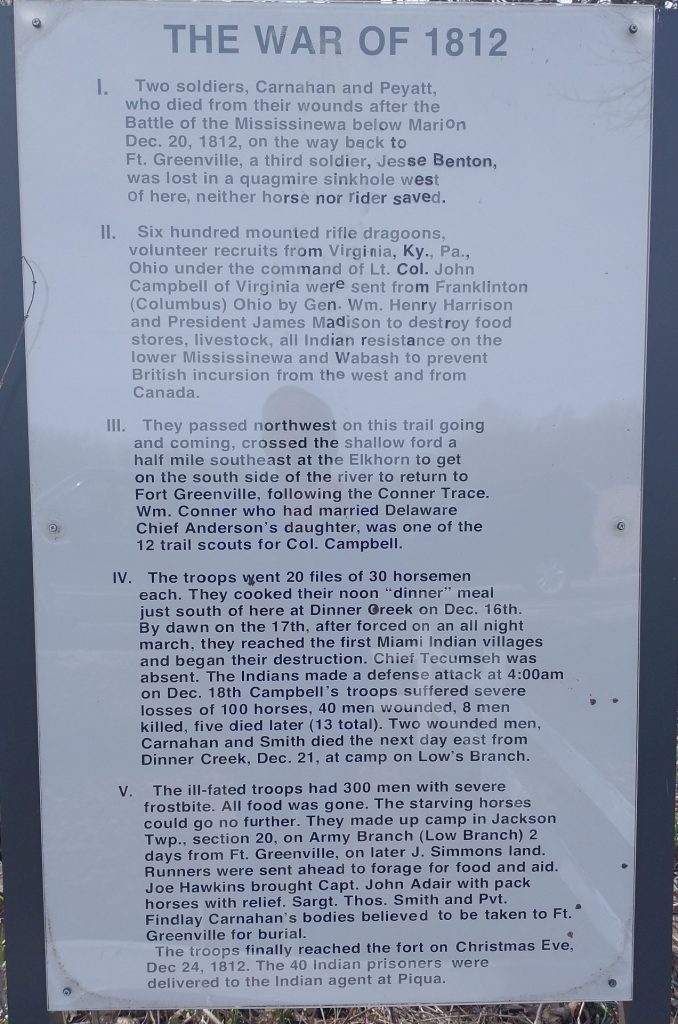 THE WAR OF 1812
I. Two soldiers, Carnahan and Peyatt,
who died from their wounds after the
Battle of the Mississinewa below Marion
Dec. 20, 1812, on the way back to
Ft. Greenville, a third soldier, Jesse Benton,
was lost in a quagmire sinkhole west
of here, neither horse nor rider saved.
II. Six hundred mounted rifle dragoons,
volunteer recruits from Virginia, Ky., Pa.,
Ohio under the command of Lt. Col. John
Campbell of Virginia were sent from Franklinton
(Columbus) Ohio by Gen. Wm. Henry Harrison
and President James Madison to destroy food
stores, livestock, all Indian resistance on the
lower Mississinewa and Wabash to prevent
British incursion from the west and from
Canada.
III. They passed northwest on this trail going
and coming, crossed the shallow ford a
half mile southeast at the Elkhorn to get
on the south side of the river to return to
Fort Greenville, following the Conner Trace.
Wm. Conner who had married Delaware
Chief Anderson's daughter, was one of the
12 trail scouts for Col. Campbell.
IV. The troops went 20 files of 30 horsemen
each. They cooked their noon "dinner" meal
just south of here at Dinner Creek on Dec. 16th.
By dawn on the 17th, after forced on an all night
march, they reached the first Miami Indian villages
and began their destruction. Chief Tecumseh was
absent. The Indians made a defense attack at 4:00am
on Dec. 18th Campbell's troops suffered severe
losses of 100 horses, 40 men wounded, 8 men
killed, five died later (13 total). Two wounded men,
Carnahan and Smith died the next day east from
Dinner Creek, Dec. 21, at camp on Low's Branch.
V. The ill-fated troops had 300 men with severe
frostbite. All food was gone. The starving horses
could go no further. They made up camp in Jackson
Twp., section 20, on Army Branch (Low Branch) 2
days from Ft. Greenville, on later J. Simmons land.
Runners were sent ahead to forage for food and aid.
Joe Hawkins brought Capt. John Adair with pack
horses with relief. Sargt. Thos. Smith and Pvt.
Findlay Carnahan's bodies believed to be taken to Ft.
Greenville for burial.
The troops finally reached the fort on Christmas Eve,
Dec 24, 1812. The 40 Indian prisoners were
delivered to the Indian agent at Piqua.